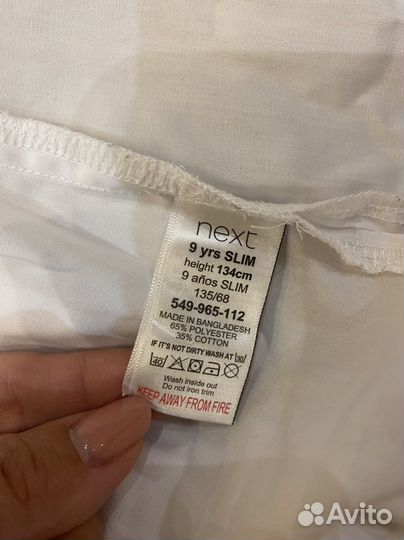 next
9 yrs SLIM
height 134cm
9 años SLIM
135/68
549-965-112
MADE IN BANGLADESH
65% POLYESTER
35% COTTON
IF IT'S NOT DIRTY WASH AT 30
40
Wash inside out
Do not iron trim
KEEP AWAY FROM FIRE
Avito